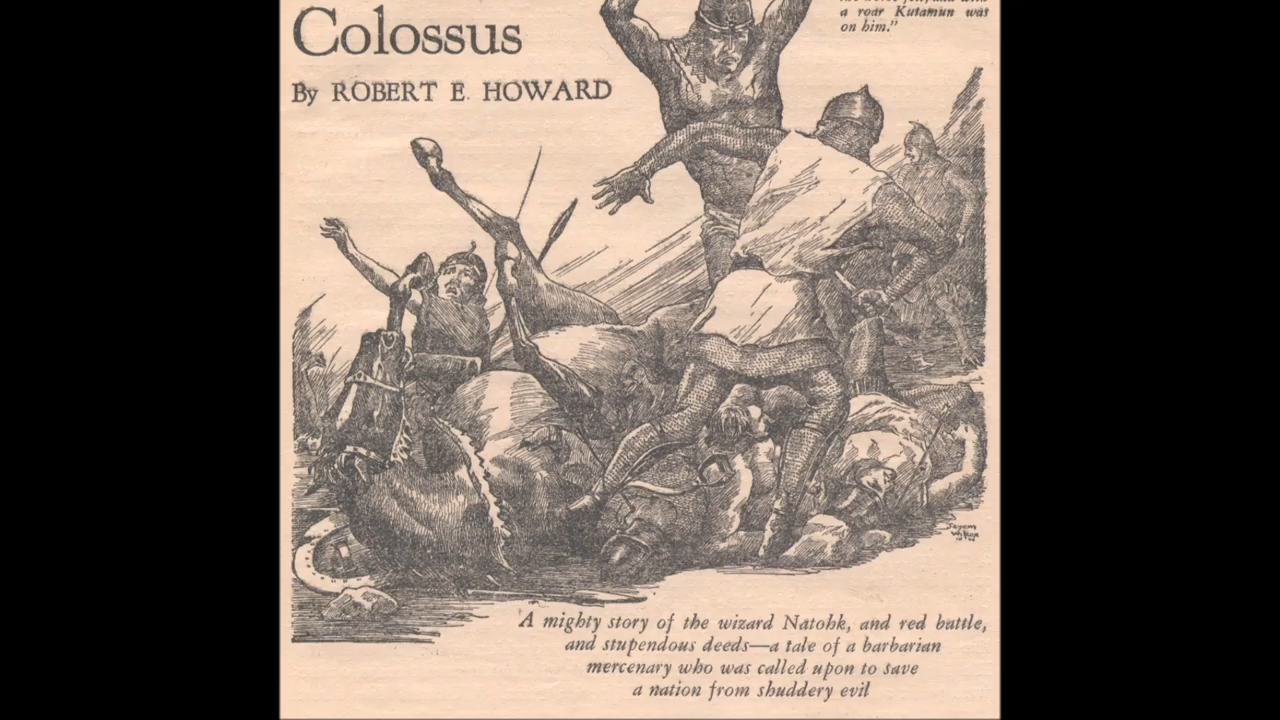 Colossus
By ROBERT E. HOWARD
a roar Kutamun was
on him."
A mighty story of the wizard Natohk, and red battle,
and stupendous deeds—a tale of a barbarian
mercenary who was called upon to save
a nation from shuddery evil